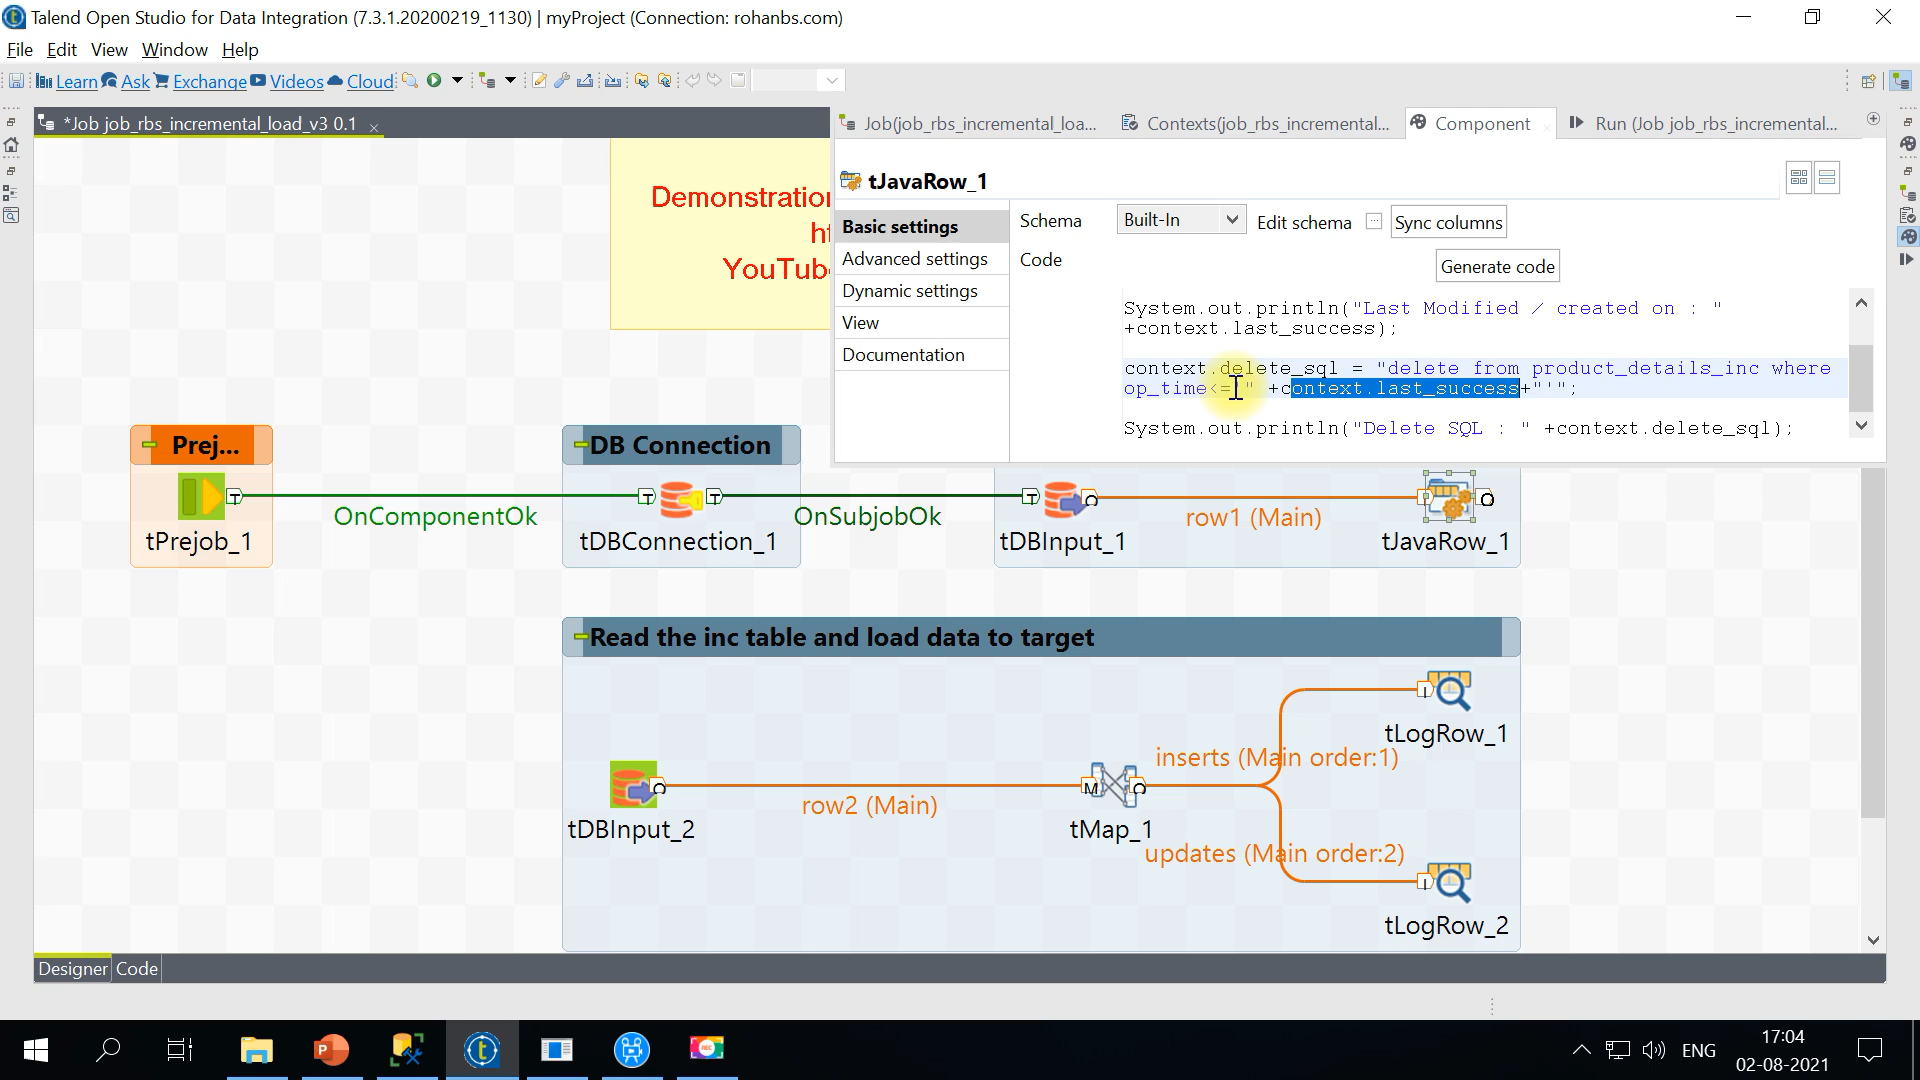 Talend Open Studio for Data Integration (7.3.1.20200219_1130) | myProject (Connection: rohanbs.com)
File Edit View Window Help
Learn Ask Exchange Videos Cloud
*Job job_rbs_incremental_load_v3 0.1
Job(job_rbs_incremental_loa... Contexts(job_rbs_incremental... Component Run (Job job_rbs_incremental...
tJavaRow_1
Basic settings
Advanced settings
Dynamic settings
View
Documentation
Schema Built-In Edit schema ... Sync columns
Code
Generate code
System.out.println("Last Modified / created on : "
+context.last_success);
context.delete_sql = "delete from product_details_inc where
op_time<='" +context.last_success+"'";
System.out.println("Delete SQL : " +context.delete_sql);
Demonstration
YouTub
Prej...
T
OnComponentOk
tPrejob_1
DB Connection
T T
OnSubjobOk
tDBConnection_1
T O
row1 (Main)
O
tDBInput_1
tJavaRow_1
Read the inc table and load data to target
tLogRow_1
inserts (Main order:1)
O
row2 (Main)
M O
tDBInput_2
tMap_1
updates (Main order:2)
tLogRow_2
Designer Code
ENG
17:04
02-08-2021